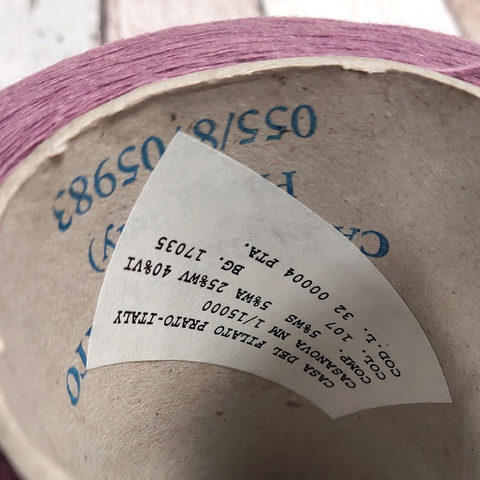 CASA DEL FILATO PRATO-ITALY
CASANOVA NM 1/15000
COMP. 5%WS 5%WA 25%WV 40%VI
COL. 107 BG. 17035
COD.L. 32 00004 PTA.
055/8705983